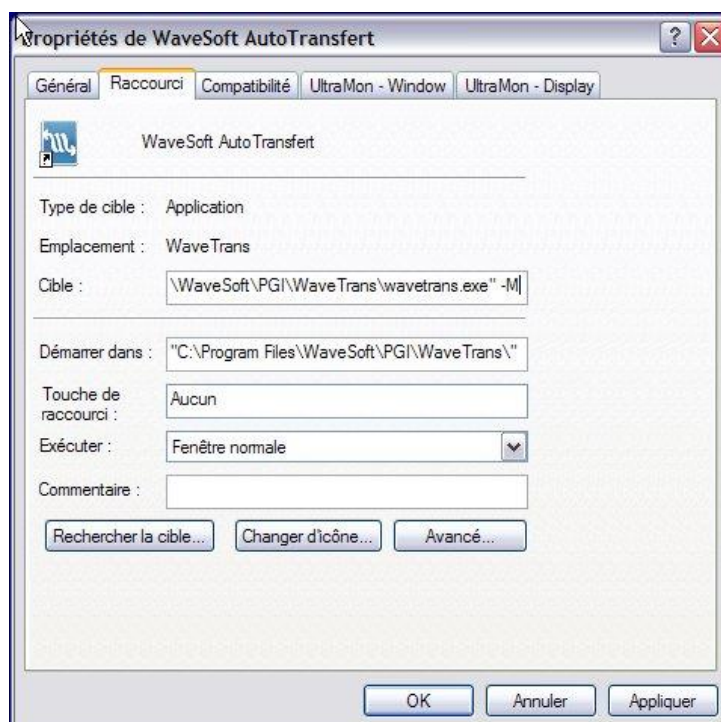 Propriétés de WaveSoft AutoTransfert
Général Raccourci Compatibilité UltraMon - Window UltraMon - Display
WaveSoft AutoTransfert
Type de cible : Application
Emplacement : WaveTrans
Cible : \WaveSoft\PGI\WaveTrans\wavetrans.exe" -M
Démarrer dans : "C:\Program Files\WaveSoft\PGI\WaveTrans\"
Touche de
raccourci : Aucun
Exécuter : Fenêtre normale
Commentaire :
Rechercher la cible... Changer d'icône... Avancé...
OK Annuler Appliquer